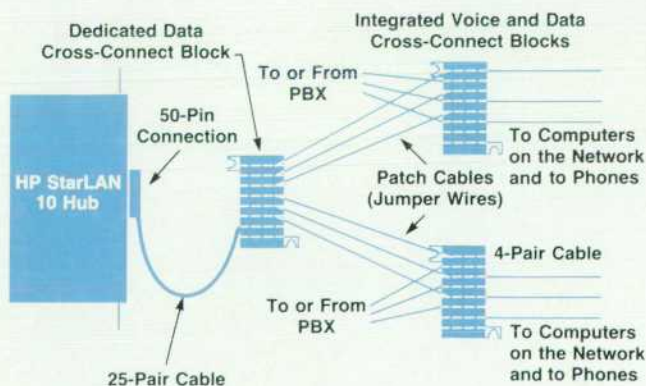 Dedicated Data
Cross-Connect Block
Integrated Voice and Data
Cross-Connect Blocks
To or From
PBX
50-Pin
Connection
HP StarLAN
10 Hub
To Computers
on the Network
and to Phones
Patch Cables
(Jumper Wires)
4-Pair Cable
To or From
PBX
To Computers
on the Network
and to Phones
25-Pair Cable